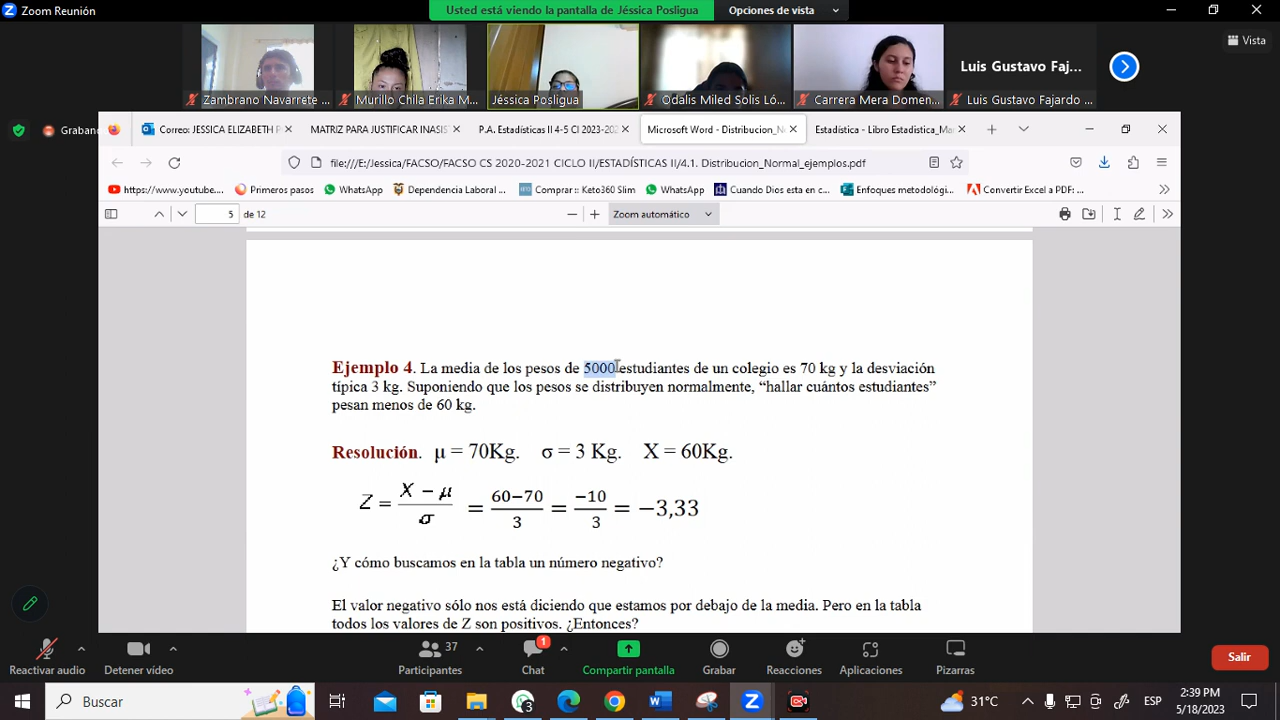 Zoom Reunión
Usted está viendo la pantalla de Jéssica Posligua
Opciones de vista
Vista
Zambrano Navarrete ...
Murillo Chila Erika M...
Jéssica Posligua
Odalis Miled Solis Ló...
Carrera Mera Domen...
Luis Gustavo Faj...
Luis Gustavo Fajardo ...
Grabanc
Correo: JESSICA ELIZABETH P
MATRIZ PARA JUSTIFICAR INASIS
P.A. Estadísticas II 4-5 CI 2023-202
Microsoft Word - Distribucion_N
Estadística - Libro Estadistica_Ma
file:///E:/Jessica/FACSO/FACSO CS 2020-2021 CICLO II/ESTADÍSTICAS II/4.1. Distribucion_Normal_ejemplos.pdf
https://www.youtube....
Primeros pasos
WhatsApp
Dependencia Laboral ...
Comprar :: Keto360 Slim
WhatsApp
Cuando Dios esta en c...
Enfoques metodológi...
Convertir Excel a PDF:...
5 de 12
Zoom automático
Ejemplo 4. La media de los pesos de 5000 estudiantes de un colegio es 70 kg y la desviación
típica 3 kg. Suponiendo que los pesos se distribuyen normalmente, “hallar cuántos estudiantes”
pesan menos de 60 kg.
Resolución. μ = 70Kg. σ = 3 Kg. X = 60Kg.
Z = (X − μ)/σ = (60−70)/3 = (−10)/3 = −3,33
¿Y cómo buscamos en la tabla un número negativo?
El valor negativo sólo nos está diciendo que estamos por debajo de la media. Pero en la tabla
todos los valores de Z son positivos. ¿Entonces?
Reactivar audio
Detener vídeo
37
Participantes
1
Chat
Compartir pantalla
Grabar
Reacciones
Aplicaciones
Pizarras
Salir
Buscar
3
31°C
ESP
2:39 PM
5/18/2023